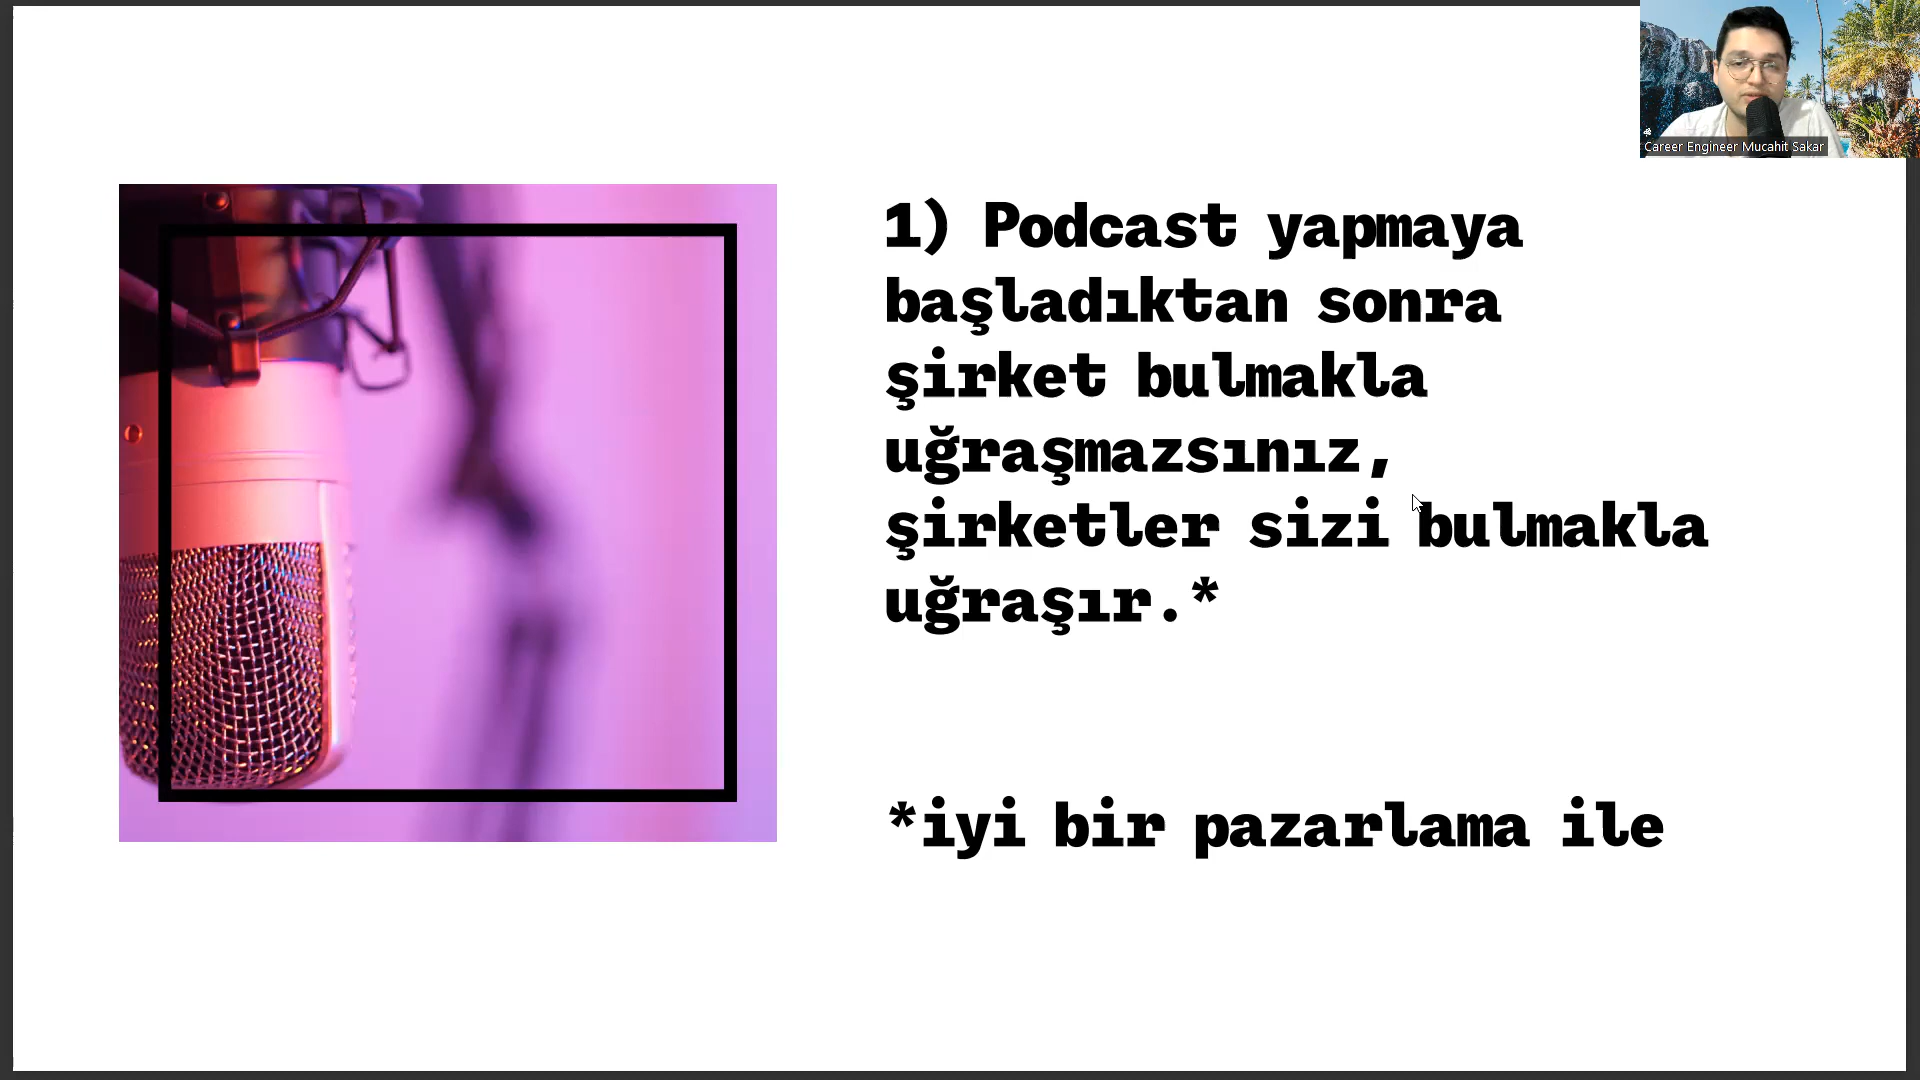 Career Engineer Mucahit Sakar
1) Podcast yapmaya
başladıktan sonra
şirket bulmakla
uğraşmazsınız,
şirketler sizi bulmakla
uğraşır.*
*iyi bir pazarlama ile